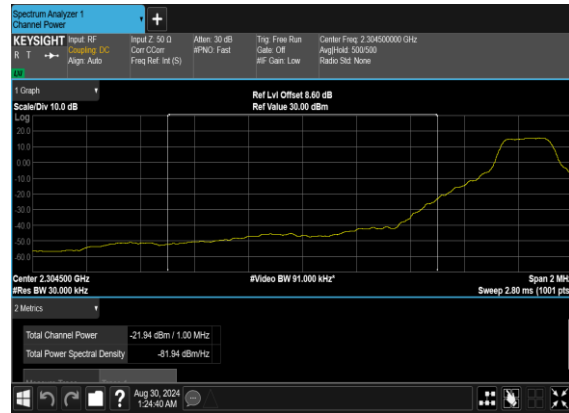 Spectrum Analyzer 1
Channel Power
KEYSIGHT Input: RF Input Z: 50 Ω Atten: 30 dB Trig: Free Run Center Freq: 2.304500000 GHz
R T Coupling: DC Corr CCorr #PNO: Fast Gate: Off Avg|Hold: 500/500
Align: Auto Freq Ref: Int (S) #IF Gain: Low Radio Std: None
1 Graph Ref Lvl Offset 8.60 dB
Scale/Div 10.0 dB Ref Value 30.00 dBm
Log
20.0
10.0
0.00
-10.0
-20.0
-30.0
-40.0
-50.0
-60.0
Center 2.304500 GHz #Video BW 91.000 kHz* Span 2 MHz
#Res BW 30.000 kHz Sweep 2.80 ms (1001 pts
2 Metrics
Total Channel Power -21.94 dBm / 1.00 MHz
Total Power Spectral Density -81.94 dBm/Hz
? Aug 30, 2024
1:24:40 AM